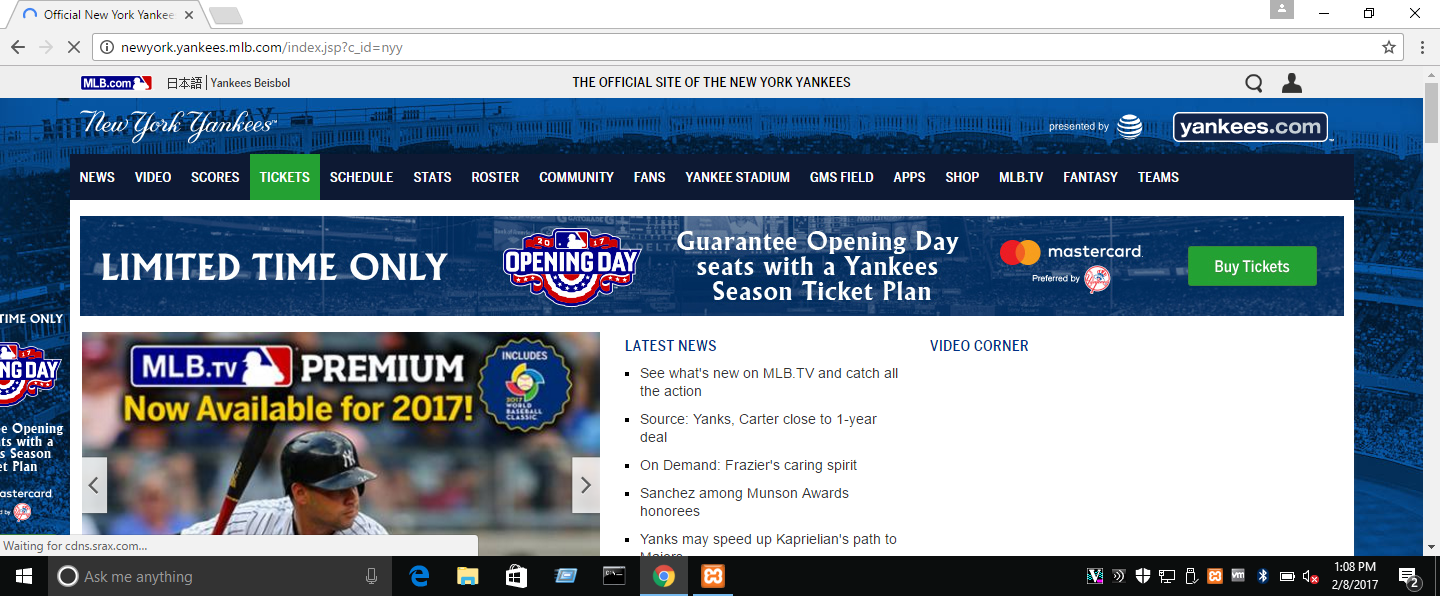 Official New York Yankee
newyork.yankees.mlb.com/index.jsp?c_id=nyy
MLB.com
日本語 | Yankees Beisbol
THE OFFICIAL SITE OF THE NEW YORK YANKEES
New York Yankees™
presented by
yankees.com
NEWS VIDEO SCORES TICKETS SCHEDULE STATS ROSTER COMMUNITY FANS YANKEE STADIUM GMS FIELD APPS SHOP MLB.TV FANTASY TEAMS
LIMITED TIME ONLY
2017
OPENING DAY
Guarantee Opening Day
seats with a Yankees
Season Ticket Plan
mastercard.
Preferred by
Buy Tickets
TIME ONLY
17
NG DAY
e Opening
ats with a
s Season
et Plan
astercard
d by
MLB.TV PREMIUM
Now Available for 2017!
INCLUDES
2017
WORLD
BASEBALL
CLASSIC
LATEST NEWS
See what's new on MLB.TV and catch all
the action
Source: Yanks, Carter close to 1-year
deal
On Demand: Frazier's caring spirit
Sanchez among Munson Awards
honorees
Yanks may speed up Kaprielian's path to
Majors
VIDEO CORNER
Waiting for cdns.srax.com...
Ask me anything
1:08 PM
2/8/2017
2